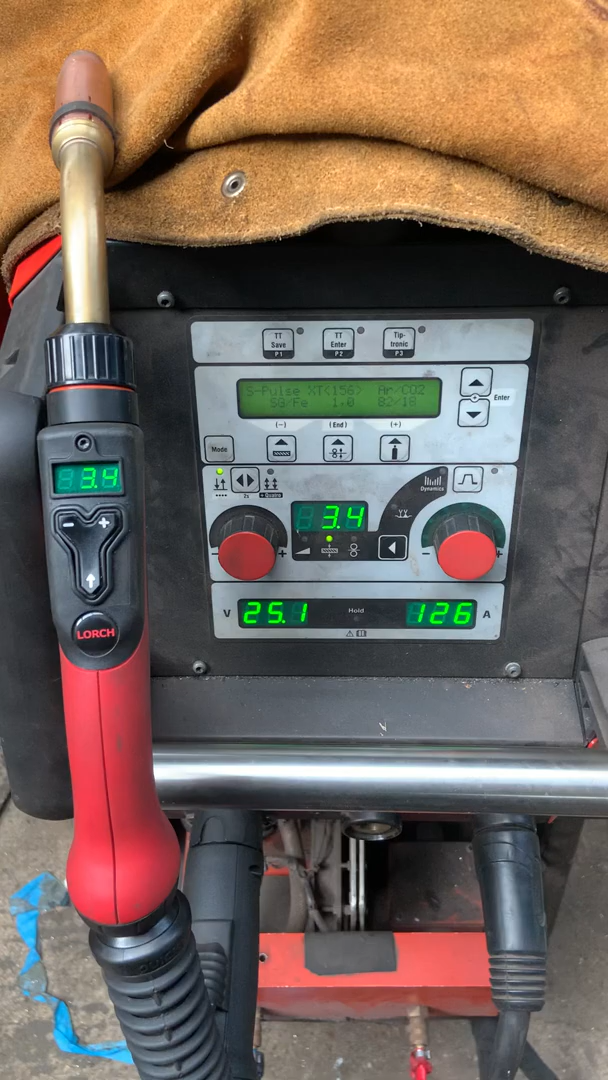 TT Save P1
TT Enter P2
Tip-tronic P3
S-Pulse XT<156> Ar/CO2
SG/Fe 1.0 82/18
Enter
(-) (End) (+)
Mode
2s
+Quatro
Dynamics
3.4
3.4
- +
- +
- +
LORCH
V 25.1 Hold 126 A